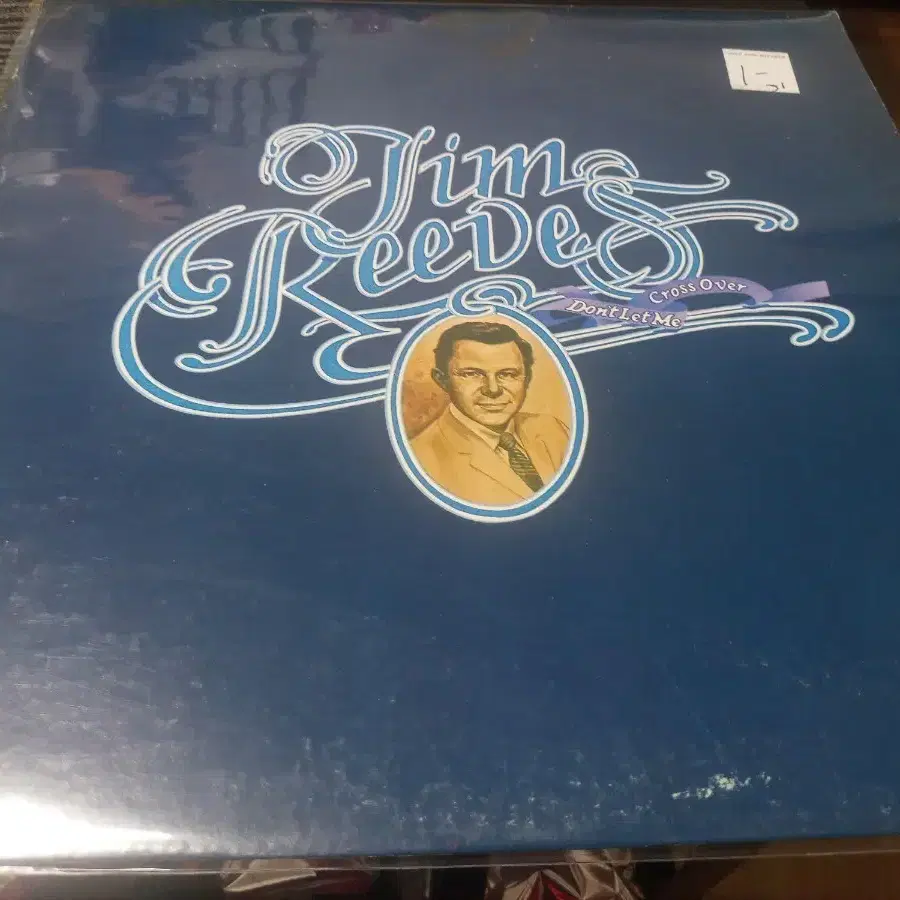 Jim
Reeves
Cross Over
Don't Let Me